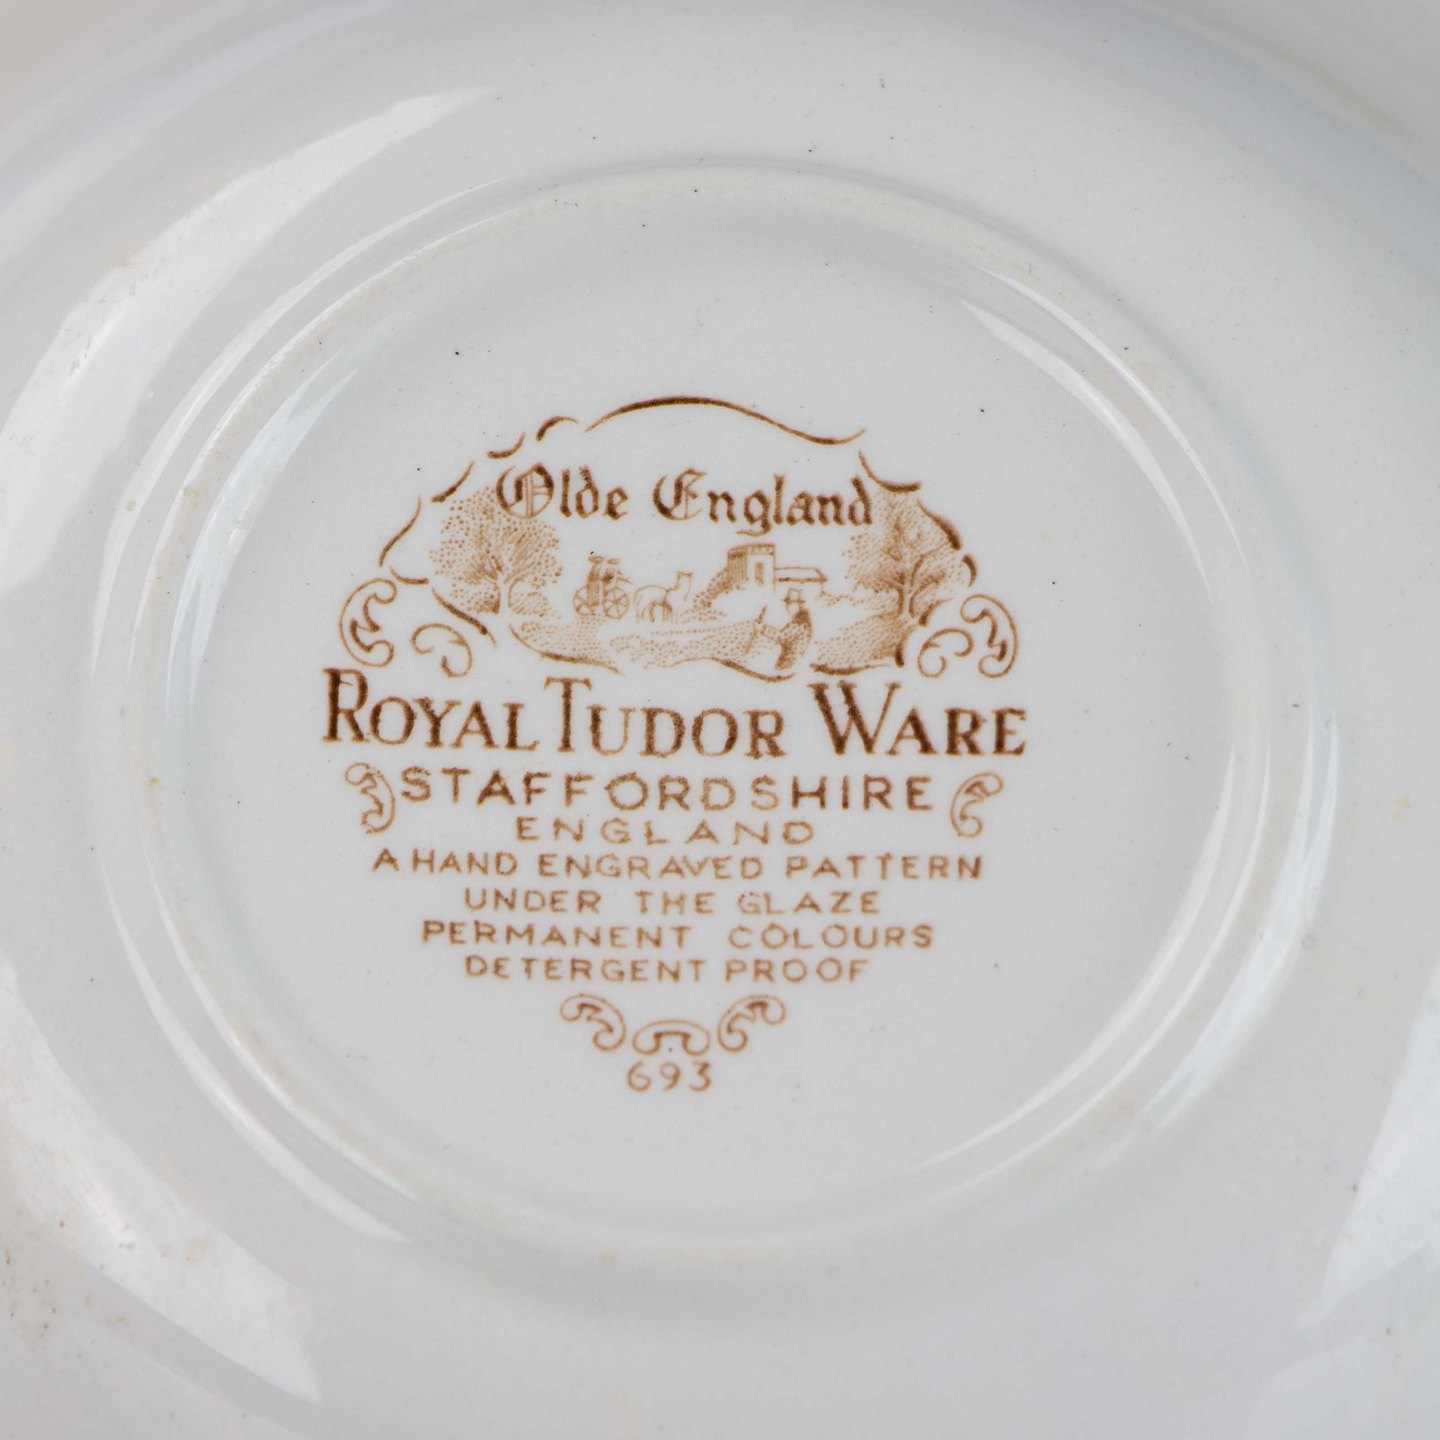 Olde England
ROYAL TUDOR WARE
STAFFORDSHIRE
ENGLAND
A HAND ENGRAVED PATTERN
UNDER THE GLAZE
PERMANENT COLOURS
DETERGENT PROOF
693